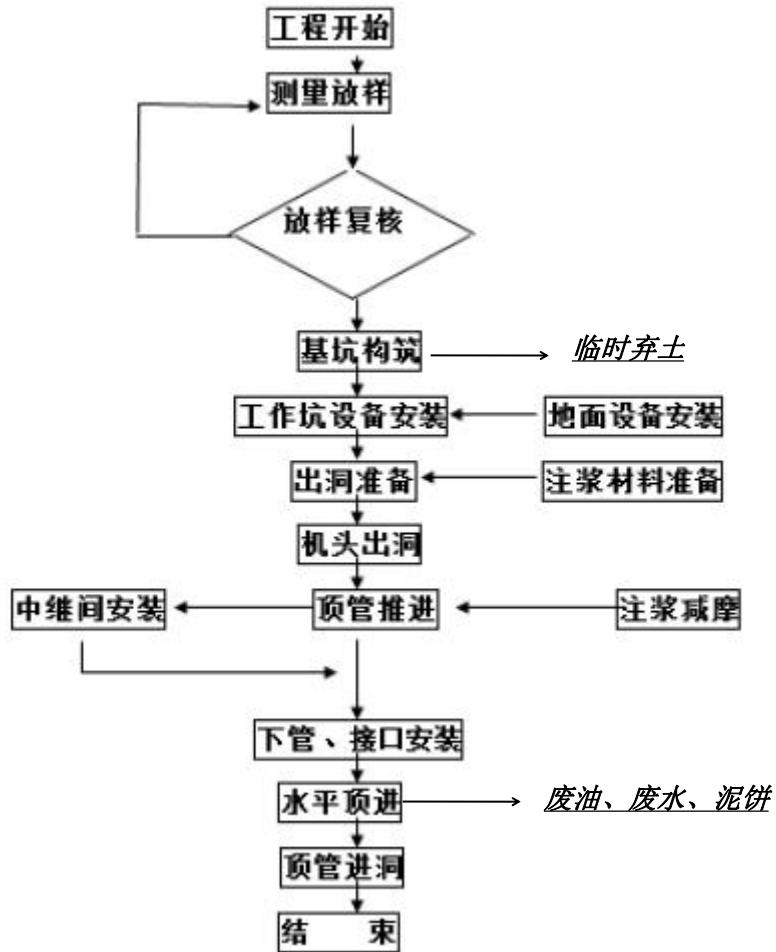 工程开始
测量放样
放样复核
基坑构筑
临时弃土
工作坑设备安装
地面设备安装
出洞准备
注浆材料准备
机头出洞
中继间安装
顶管推进
注浆减摩
下管、接口安装
水平顶进
废油、废水、泥饼
顶管进洞
结 束